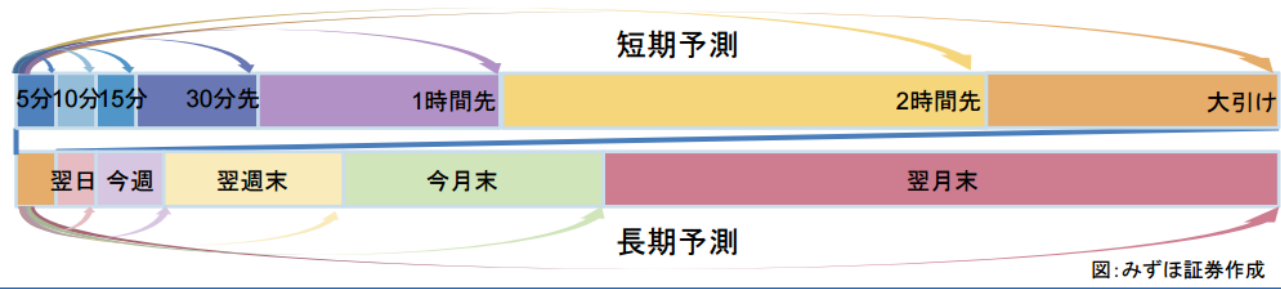 短期予測
5分 10分 15分 30分先 1時間先 2時間先 大引け
翌日 今週 翌週末 今月末 翌月末
長期予測
図:みずほ証券作成